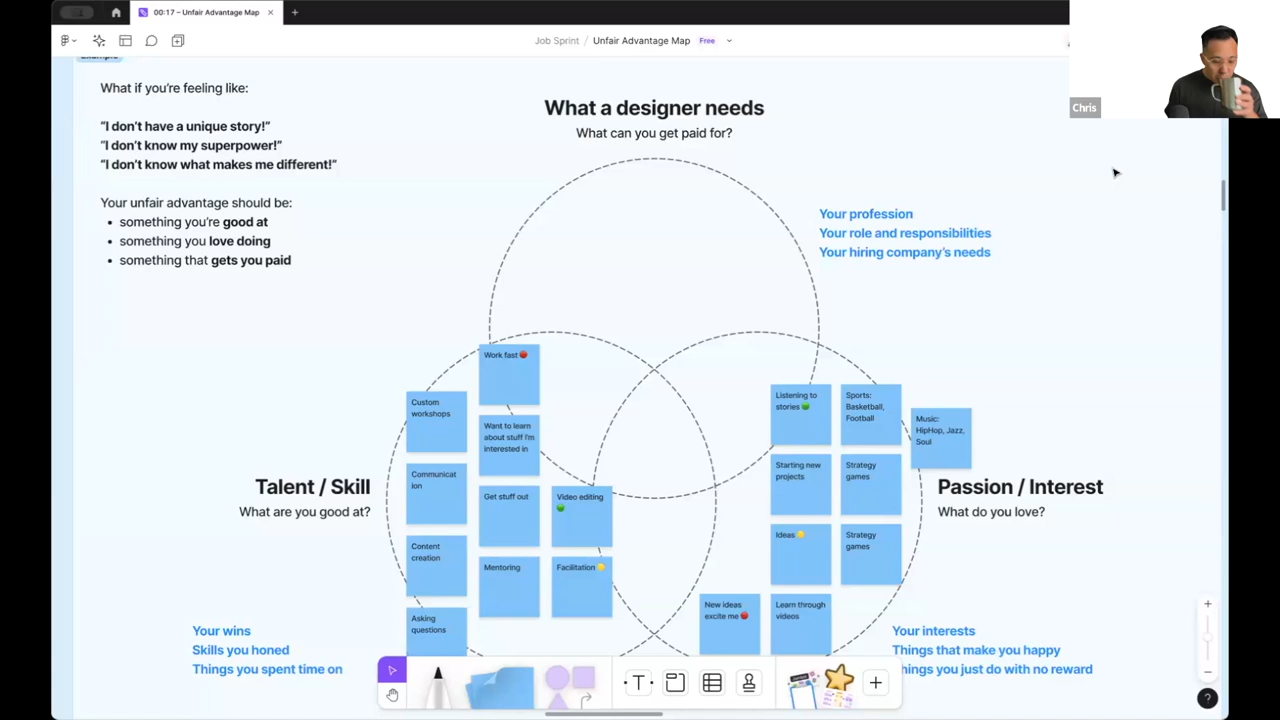 00:17 – Unfair Advantage Map
Job Sprint / Unfair Advantage Map Free
Example
What if you're feeling like:
“I don’t have a unique story!”
“I don’t know my superpower!”
“I don’t know what makes me different!”
Your unfair advantage should be:
• something you’re good at
• something you love doing
• something that gets you paid
What a designer needs
What can you get paid for?
Chris
Your profession
Your role and responsibilities
Your hiring company’s needs
Talent / Skill
What are you good at?
Your wins
Skills you honed
Things you spent time on
Custom
workshops
Communicat
ion
Content
creation
Asking
questions
Work fast
Want to learn
about stuff I’m
interested in
Get stuff out
Mentoring
Video editing
Facilitation
Listening to
stories
Starting new
projects
Ideas
New ideas
excite me
Learn through
videos
Sports:
Basketball,
Football
Strategy
games
Strategy
games
Music:
HipHop, Jazz,
Soul
Passion / Interest
What do you love?
Your interests
Things that make you happy
hings you just do with no reward
T
?